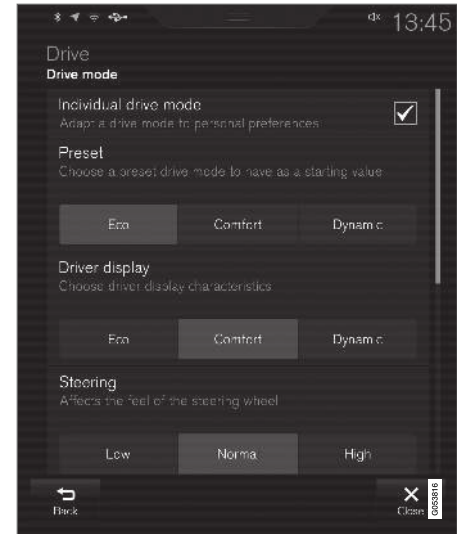 13:45
Drive
Drive mode
Individual drive mode
Adapt a drive mode to personal preferences
Preset
Choose a preset drive mode to have as a starting value
Eco Comfort Dynamic
Driver display
Choose driver display characteristics
Eco Comfort Dynamic
Steering
Affects the feel of the steering wheel
Low Normal High
Back Close
G053816